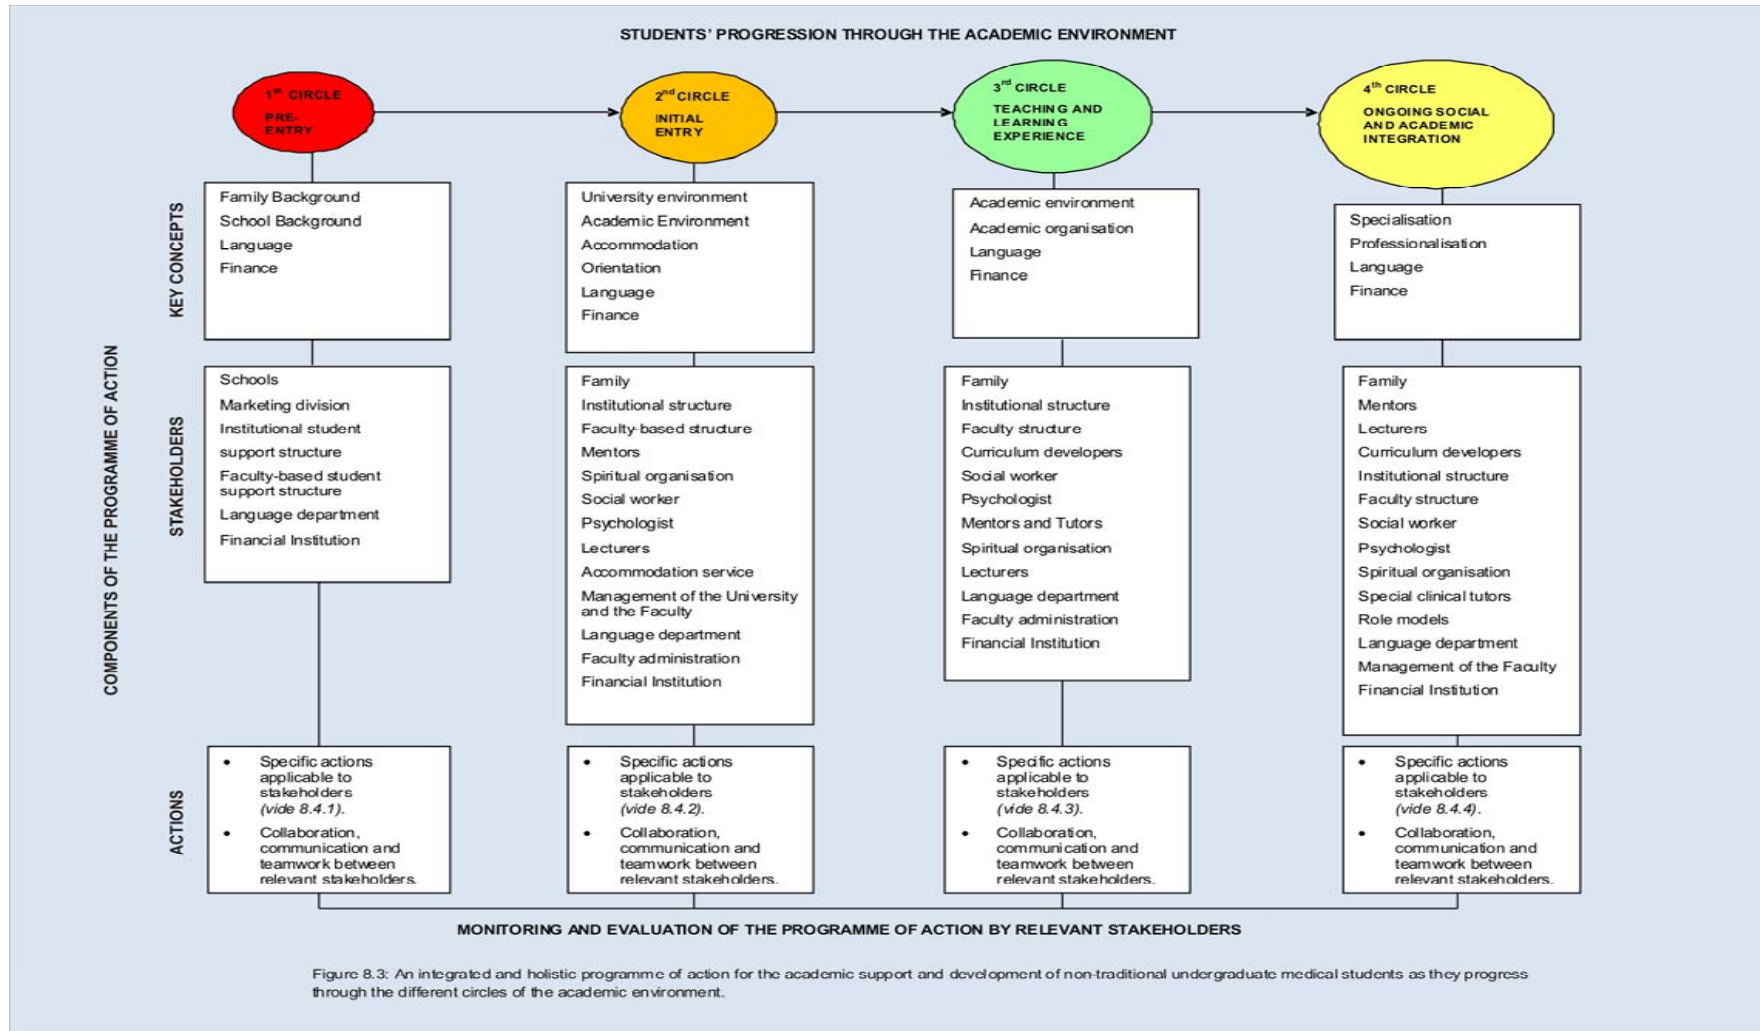 STUDENTS' PROGRESSION THROUGH THE ACADEMIC ENVIRONMENT
1st CIRCLE
PRE-
ENTRY
2nd CIRCLE
INITIAL
ENTRY
3rd CIRCLE
TEACHING AND
LEARNING
EXPERIENCE
4th CIRCLE
ONGOING SOCIAL
AND ACADEMIC
INTEGRATION
COMPONENTS OF THE PROGRAMME OF ACTION
KEY CONCEPTS
Family Background
School Background
Language
Finance
University environment
Academic Environment
Accommodation
Orientation
Language
Finance
Academic environment
Academic organisation
Language
Finance
Specialisation
Professionalisation
Language
Finance
STAKEHOLDERS
Schools
Marketing division
Institutional student
support structure
Faculty-based student
support structure
Language department
Financial Institution
Family
Institutional structure
Faculty-based structure
Mentors
Spiritual organisation
Social worker
Psychologist
Lecturers
Accommodation service
Management of the University
and the Faculty
Language department
Faculty administration
Financial Institution
Family
Institutional structure
Faculty structure
Curriculum developers
Social worker
Psychologist
Mentors and Tutors
Spiritual organisation
Lecturers
Language department
Faculty administration
Financial Institution
Family
Mentors
Lecturers
Curriculum developers
Institutional structure
Faculty structure
Social worker
Psychologist
Spiritual organisation
Special clinical tutors
Role models
Language department
Management of the Faculty
Financial Institution
ACTIONS
• Specific actions
applicable to
stakeholders
(vide 8.4.1).
• Collaboration,
communication and
teamwork between
relevant stakeholders.
• Specific actions
applicable to
stakeholders
(vide 8.4.2).
• Collaboration,
communication and
teamwork between
relevant stakeholders.
• Specific actions
applicable to
stakeholders
(vide 8.4.3).
• Collaboration,
communication and
teamwork between
relevant stakeholders.
• Specific actions
applicable to
stakeholders
(vide 8.4.4).
• Collaboration,
communication and
teamwork between
relevant stakeholders.
MONITORING AND EVALUATION OF THE PROGRAMME OF ACTION BY RELEVANT STAKEHOLDERS
Figure 8.3: An integrated and holistic programme of action for the academic support and development of non-traditional undergraduate medical students as they progress
through the different circles of the academic environment.